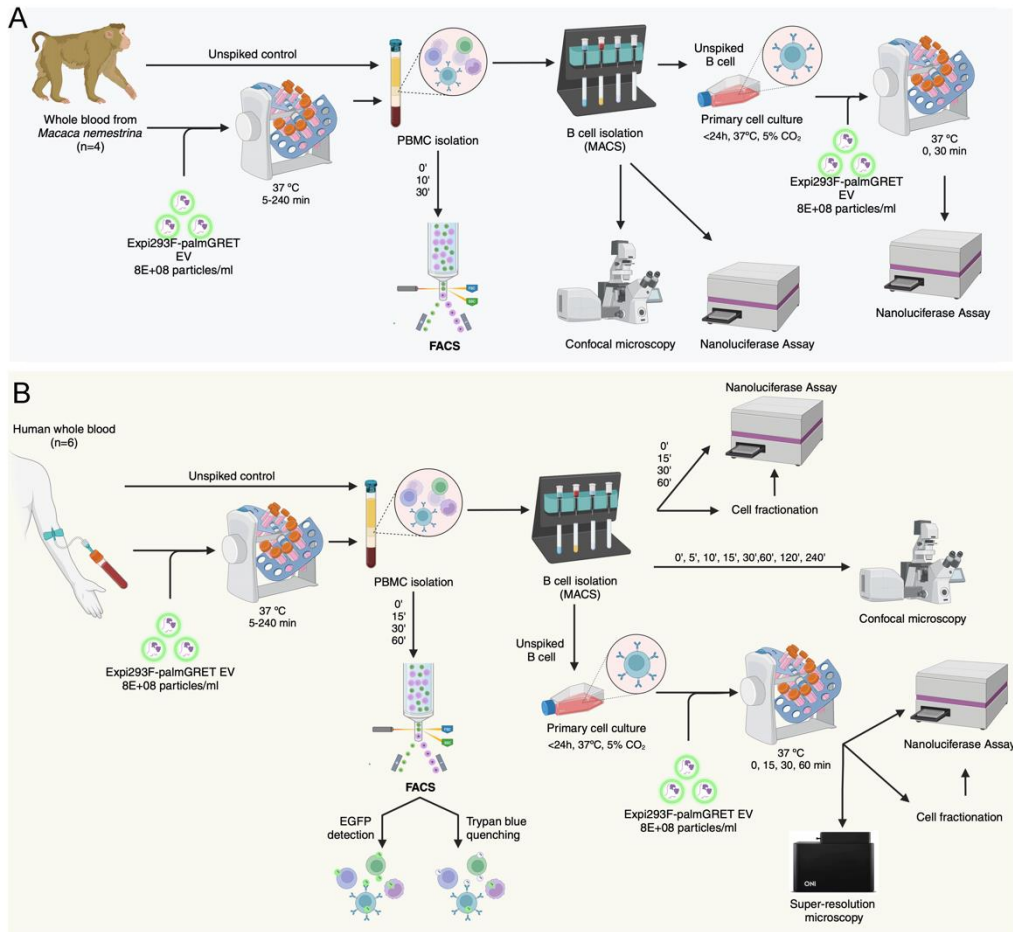 A
Unspiked control
Whole blood from
Macaca nemestrina
(n=4)
37 ºC
5-240 min
Expi293F-palmGRET
EV
8E+08 particles/ml
PBMC isolation
0'
10'
30'
FACS
B cell isolation
(MACS)
Unspiked
B cell
Primary cell culture
<24h, 37ºC, 5% CO₂
Expi293F-palmGRET
EV
8E+08 particles/ml
37 ºC
0, 30 min
Confocal microscopy
Nanoluciferase Assay
Nanoluciferase Assay
B
Human whole blood
(n=6)
Unspiked control
37 ºC
5-240 min
Expi293F-palmGRET EV
8E+08 particles/ml
PBMC isolation
0'
15'
30'
60'
FACS
EGFP
detection
Trypan blue
quenching
B cell isolation
(MACS)
0'
15'
30'
60'
Nanoluciferase Assay
Cell fractionation
0', 5', 10', 15', 30',60', 120', 240'
Confocal microscopy
Unspiked
B cell
Primary cell culture
<24h, 37ºC, 5% CO₂
Expi293F-palmGRET EV
8E+08 particles/ml
37 ºC
0, 15, 30, 60 min
Nanoluciferase Assay
Cell fractionation
ONI
Super-resolution
microscopy